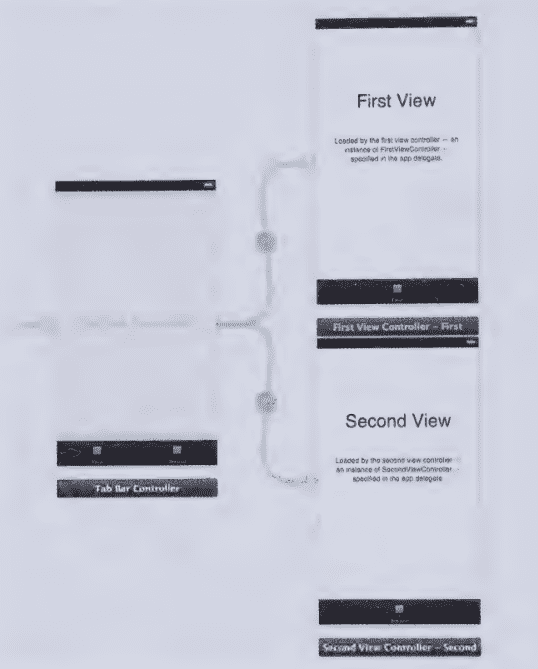 First View
Loaded by the first view controller — an
instance of FirstViewController –
specified in the app delegate.
First View Controller – First
Second View
Loaded by the second view controller
an instance of SecondViewController –
specified in the app delegate
Tab Bar Controller
Second View Controller – Second